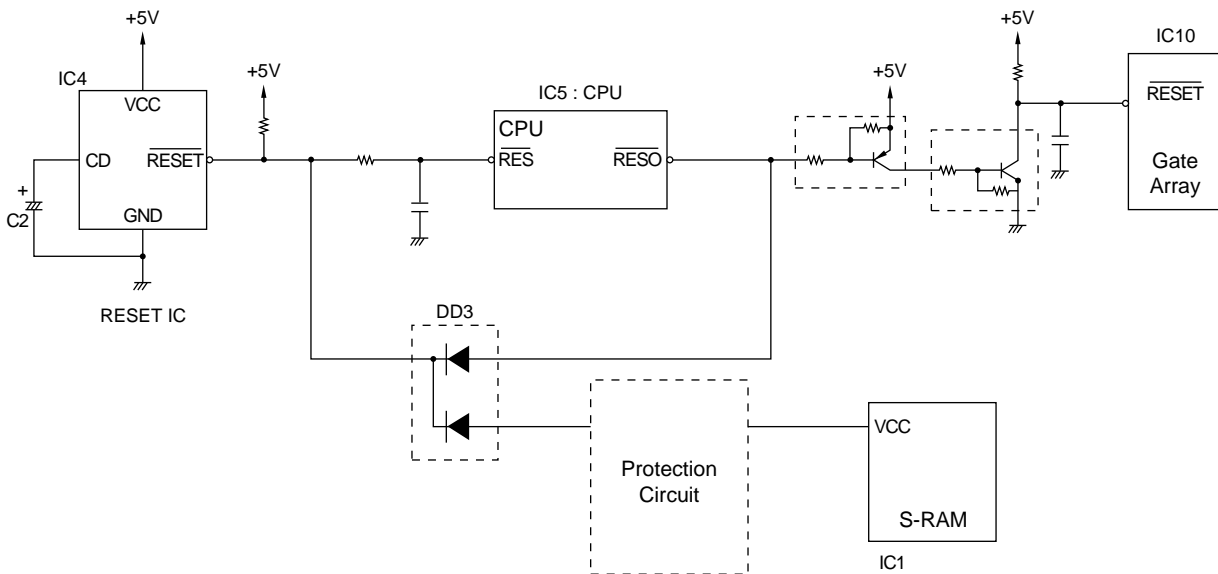 +5V
IC4
VCC
CD
RESET
GND
+
C2
RESET IC
+5V
IC5 : CPU
CPU
RES
RESO
+5V
+5V
IC10
RESET
Gate
Array
DD3
Protection
Circuit
VCC
S-RAM
IC1